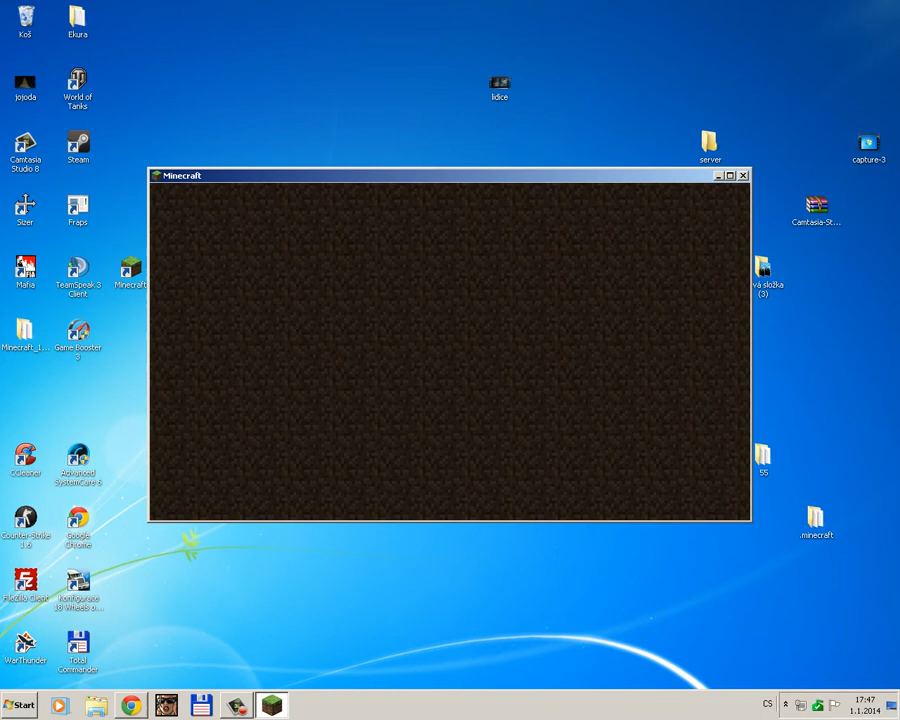 Koš
Ekura
jojoda
World of
Tanks
lidice
Camtasia
Studio 8
Steam
server
capture-3
Sizer
Fraps
Camtasia-St...
Minecraft
Mafia
TeamSpeak 3
Client
Minecraft
vá složka
(3)
Minecraft_1...
Game Booster
3
CCleaner
Advanced
SystemCare 6
55
Counter-Strike
1.6
Google
Chrome
.minecraft
FileZilla Client
Konfigurace
18 Wheels o...
WarThunder
Total
Commander
Start
CS
17:47
1.1.2014